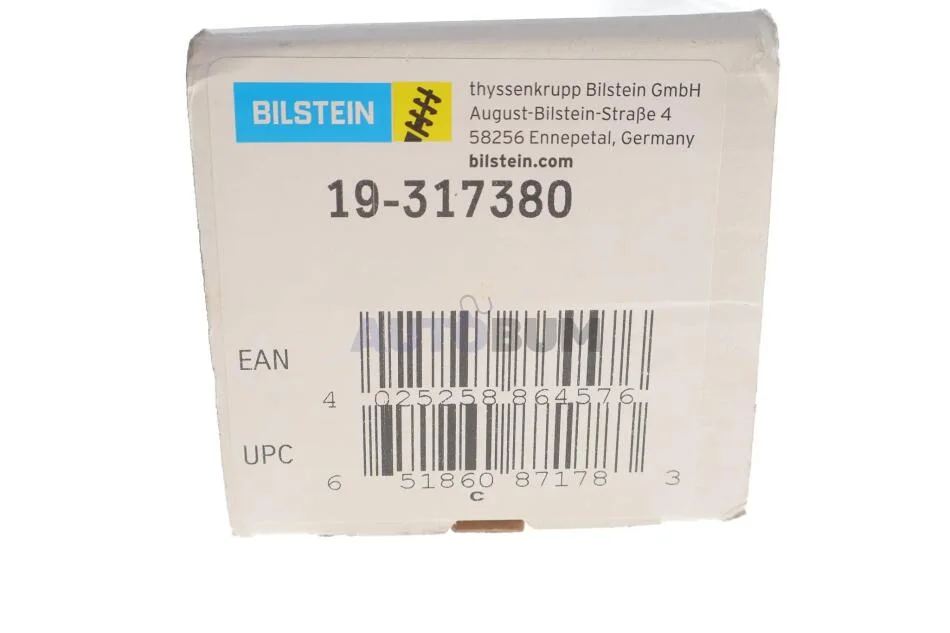 BILSTEIN
thyssenkrupp Bilstein GmbH
August-Bilstein-Straße 4
58256 Ennepetal, Germany
bilstein.com
19-317380
AUTOBUM
EAN
4 025258 864576
UPC
6 51860 87178 3
C